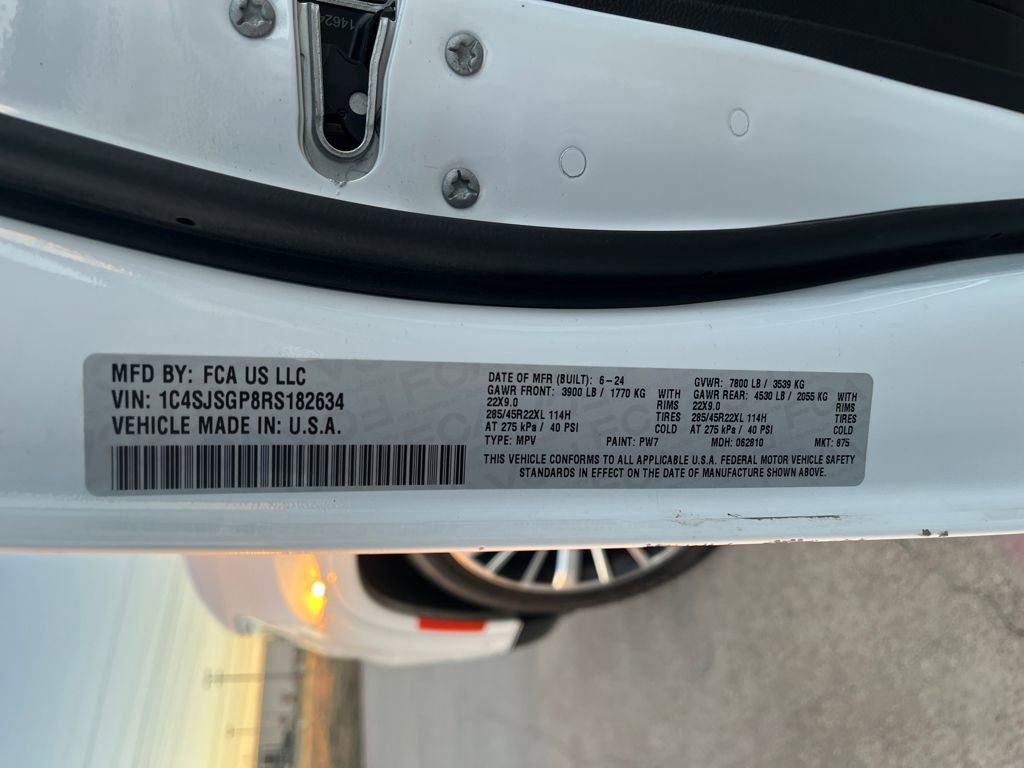 MFD BY: FCA US LLC
VIN: 1C4SJSGP8RS182634
VEHICLE MADE IN: U.S.A.
DATE OF MFR (BUILT): 6-24
GAWR FRONT: 3900 LB / 1770 KG WITH
22X9.0 RIMS
285/45R22XL 114H TIRES
AT 275 kPa / 40 PSI COLD
GVWR: 7800 LB / 3539 KG
GAWR REAR: 4530 LB / 2055 KG WITH
22X9.0 RIMS
285/45R22XL 114H TIRES
AT 275 kPa / 40 PSI COLD
TYPE: MPV PAINT: PW7 MDH: 062810 MKT: 875
THIS VEHICLE CONFORMS TO ALL APPLICABLE U.S.A. FEDERAL MOTOR VEHICLE SAFETY
STANDARDS IN EFFECT ON THE DATE OF MANUFACTURE SHOWN ABOVE.